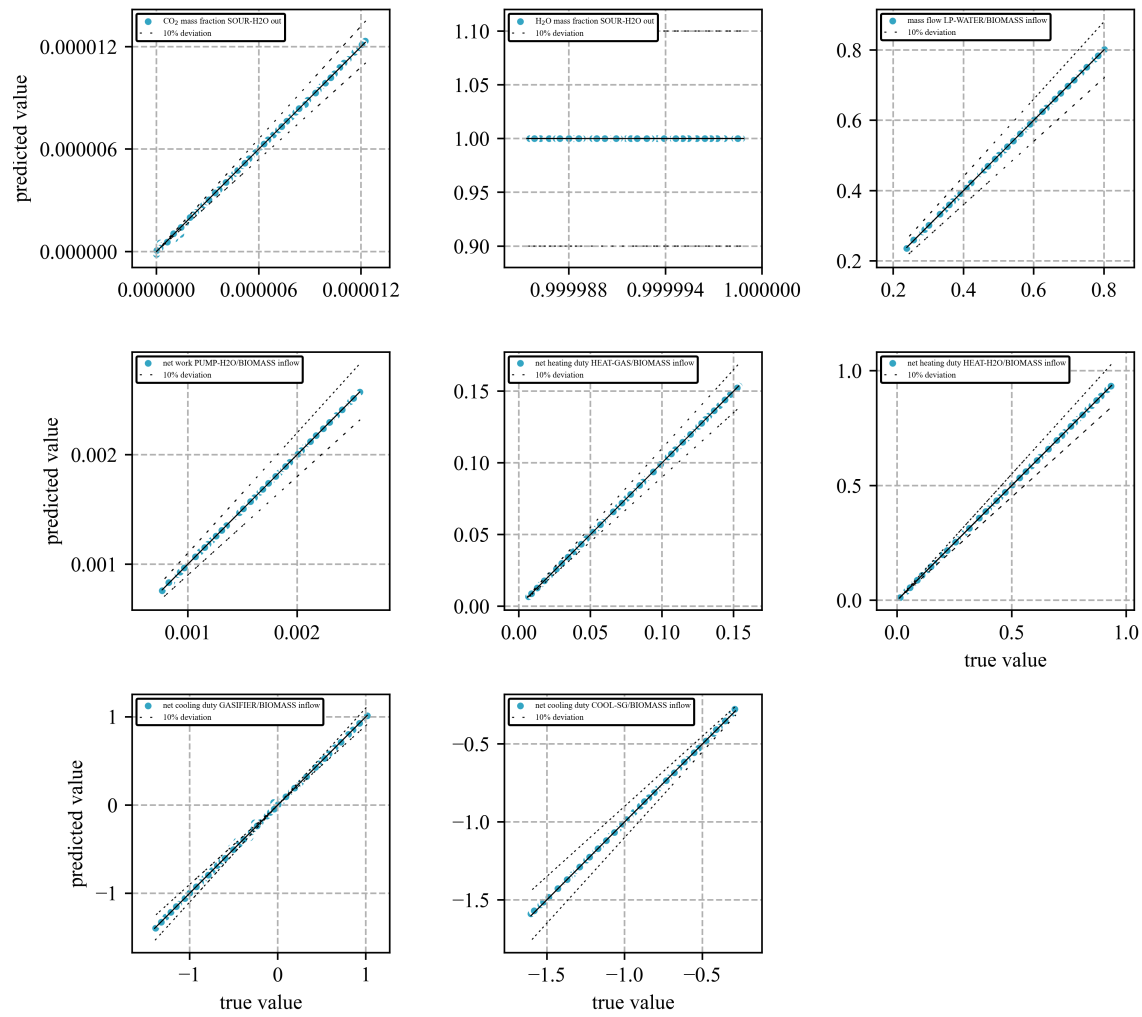 CO2 mass fraction SOUR-H2O out
10% deviation
0.000012
0.000006
0.000000
predicted value
0.000000 0.000006 0.000012
H2O mass fraction SOUR-H2O out
10% deviation
1.10
1.05
1.00
0.95
0.90
0.999988 0.999994 1.000000
mass flow LP-WATER/BIOMASS inflow
10% deviation
0.8
0.6
0.4
0.2
0.2 0.4 0.6 0.8
net work PUMP-H2O/BIOMASS inflow
10% deviation
0.002
0.001
predicted value
0.001 0.002
net heating duty HEAT-GAS/BIOMASS inflow
10% deviation
0.15
0.10
0.05
0.00
0.00 0.05 0.10 0.15
net heating duty HEAT-H2O/BIOMASS inflow
10% deviation
1.0
0.5
0.0
0.0 0.5 1.0
true value
net cooling duty GASIFIER/BIOMASS inflow
10% deviation
1
0
−1
predicted value
−1 0 1
true value
net cooling duty COOL-SG/BIOMASS inflow
10% deviation
−0.5
−1.0
−1.5
−1.5 −1.0 −0.5
true value